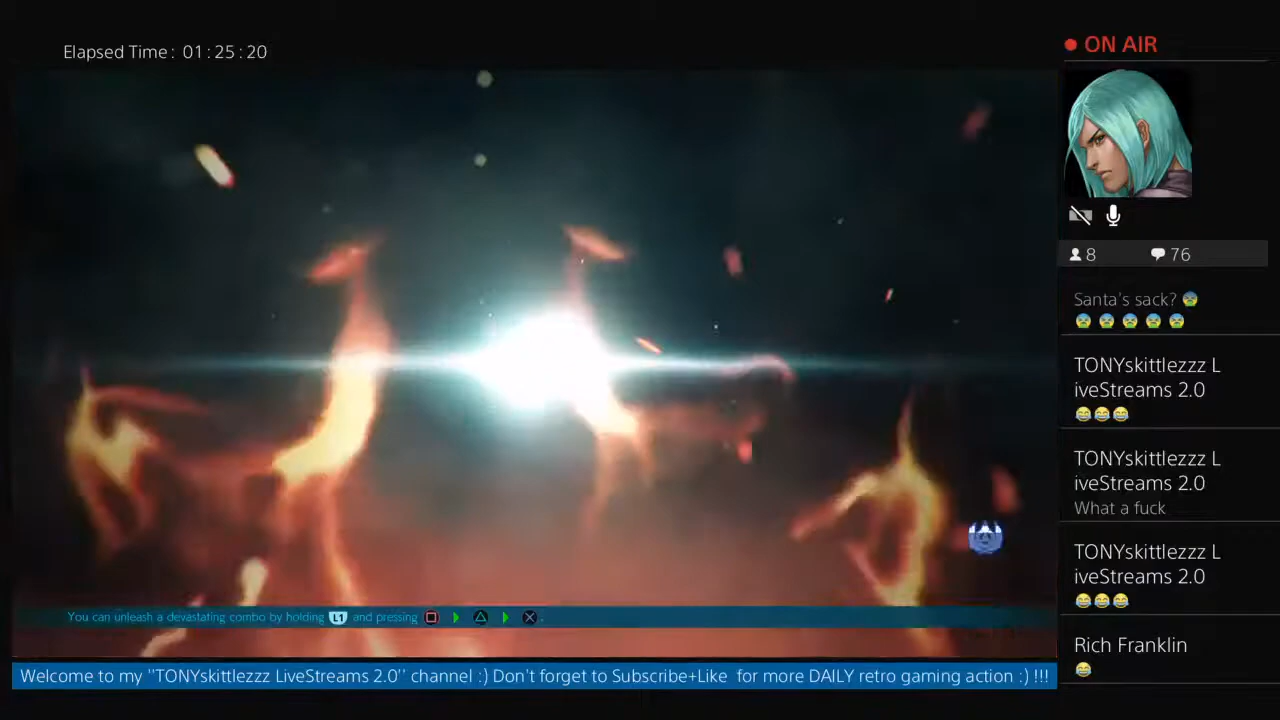 Elapsed Time: 01:25:20
ON AIR
8 76
Santa's sack? 🤢
🤢 🤢 🤢 🤢 🤢
TONYskittlezzz L
iveStreams 2.0
😂😂😂
TONYskittlezzz L
iveStreams 2.0
What a fuck
TONYskittlezzz L
iveStreams 2.0
😂😂😂
Rich Franklin
😂
You can unleash a devastating combo by holding L1 and pressing
Welcome to my "TONYskittlezzz LiveStreams 2.0" channel :) Don't forget to Subscribe+Like for more DAILY retro gaming action :) !!!